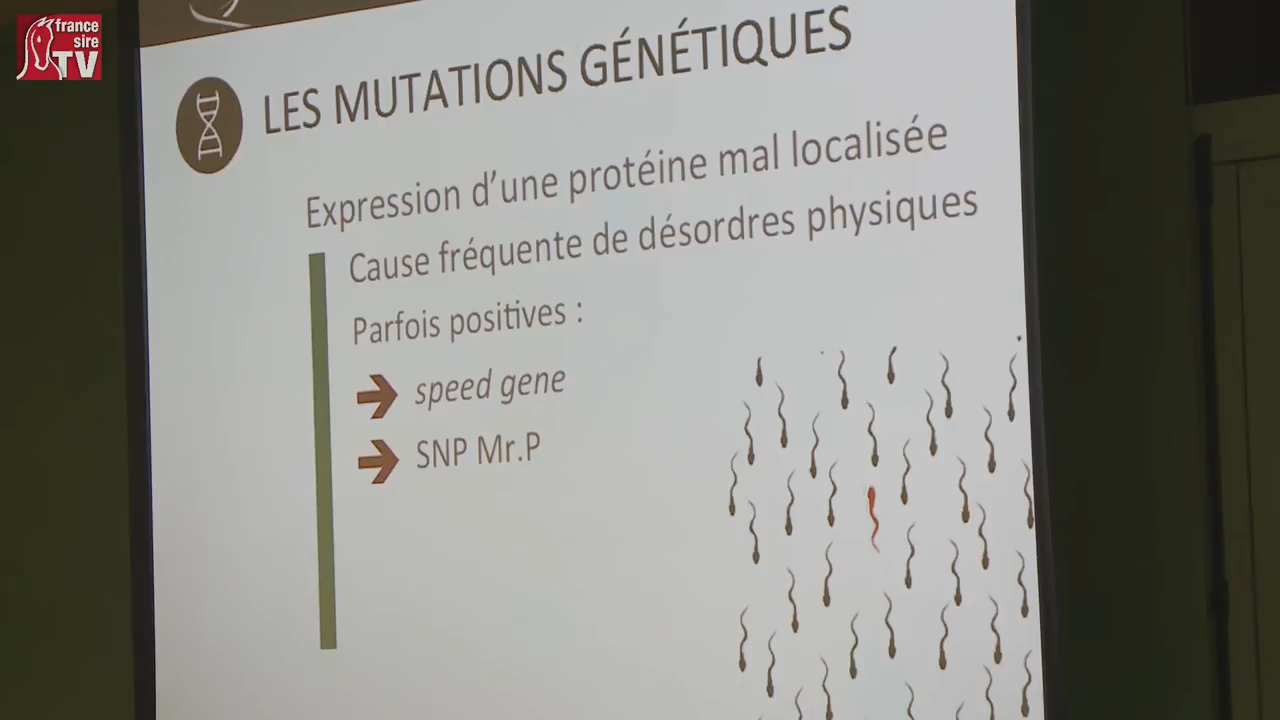 france
sire
TV
LES MUTATIONS GÉNÉTIQUES
Expression d'une protéine mal localisée
Cause fréquente de désordres physiques
Parfois positives :
speed gene
SNP Mr.P